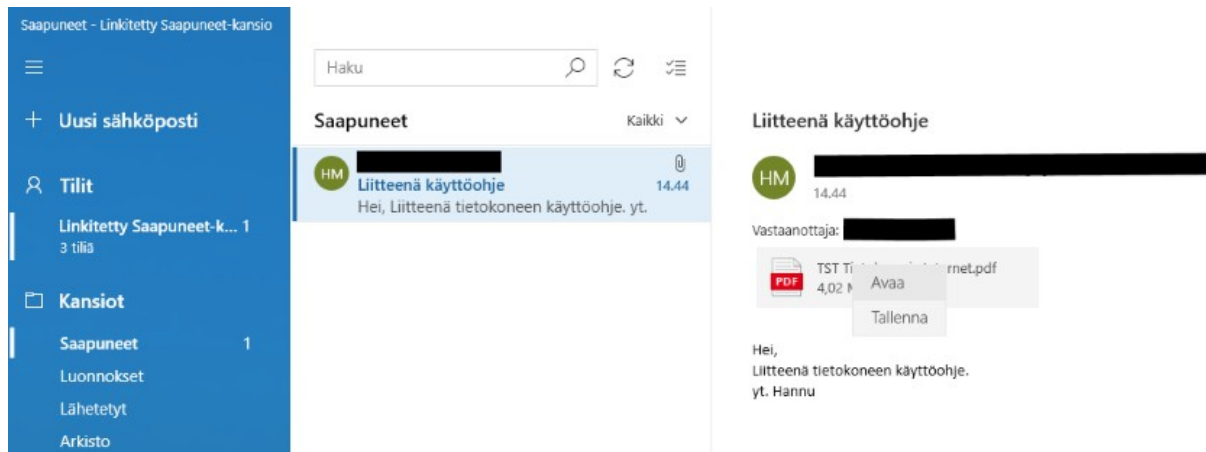 Saapuneet - Linkitetty Saapuneet-kansio
Uusi sähköposti
Tilit
Linkitetty Saapuneet-k... 1
3 tiliä
Kansiot
Saapuneet 1
Luonnokset
Lähetetyt
Arkisto
Haku
Saapuneet Kaikki
HM
Liitteenä käyttöohje 14.44
Hei, Liitteenä tietokoneen käyttöohje. yt.
Liitteenä käyttöohje
HM
14.44
Vastaanottaja:
PDF
TST
4,02
Avaa
Tallenna
Hei,
Liitteenä tietokoneen käyttöohje.
yt. Hannu